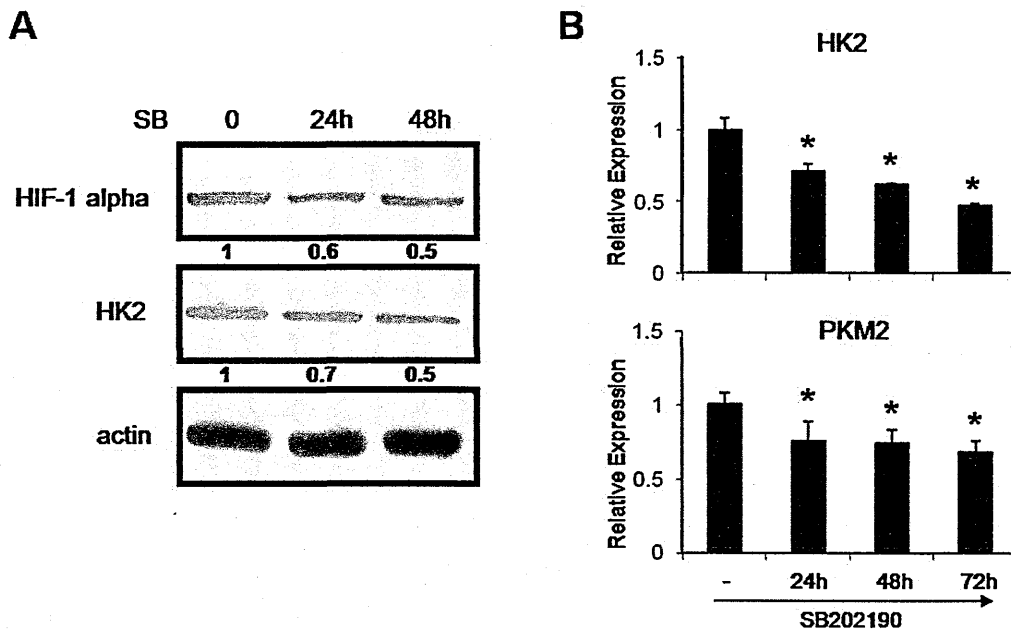 A
SB 0 24h 48h
HIF-1 alpha
1 0.6 0.5
HK2
1 0.7 0.5
actin
B
HK2
Relative Expression
1.5
1
0.5
0
* * *
PKM2
Relative Expression
1.5
1
0.5
0
* * *
- 24h 48h 72h
SB202190